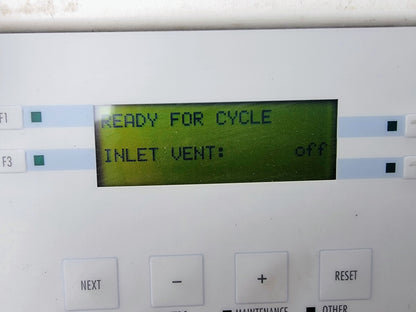 READY FOR CYCLE
F1
INLET VENT: off
F3
NEXT
−
+
RESET
MAINTENANCE
OTHER